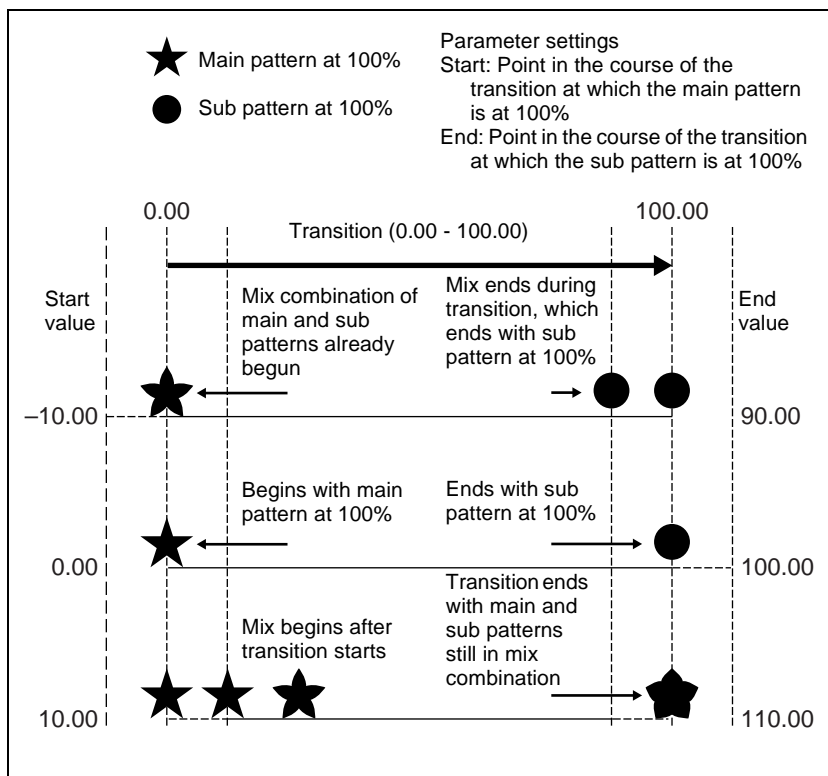 Main pattern at 100%
Sub pattern at 100%
Parameter settings
Start: Point in the course of the
transition at which the main pattern
is at 100%
End: Point in the course of the transition
at which the sub pattern is at 100%
0.00
100.00
Transition (0.00 - 100.00)
Start
value
Mix combination of
main and sub
patterns already
begun
Mix ends during
transition, which
ends with sub
pattern at 100%
End
value
–10.00
90.00
Begins with main
pattern at 100%
Ends with sub
pattern at 100%
0.00
100.00
Mix begins after
transition starts
Transition ends
with main and
sub patterns
still in mix
combination
10.00
110.00